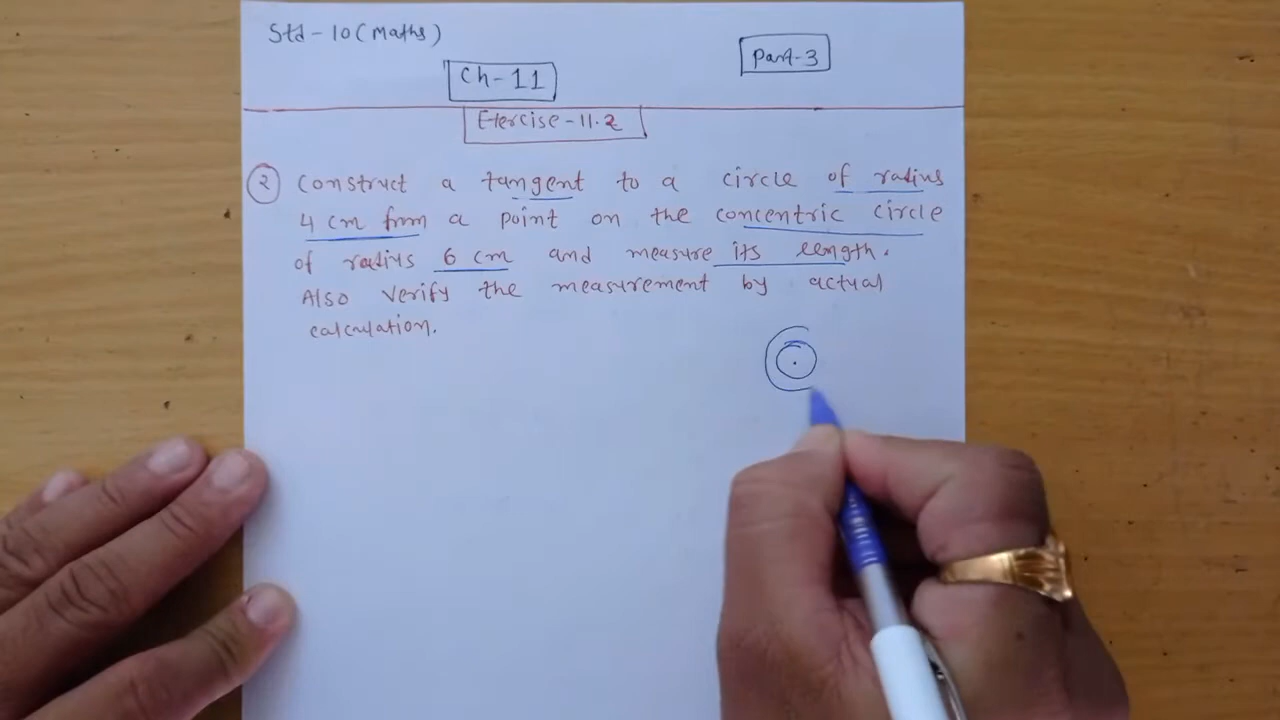 Std - 10 (Maths)
Part-3
Ch - 11
Exercise - 11.2
2 Construct a tangent to a circle of radius
4 cm from a point on the concentric circle
of radius 6 cm and measure its length.
Also verify the measurement by actual
calculation.